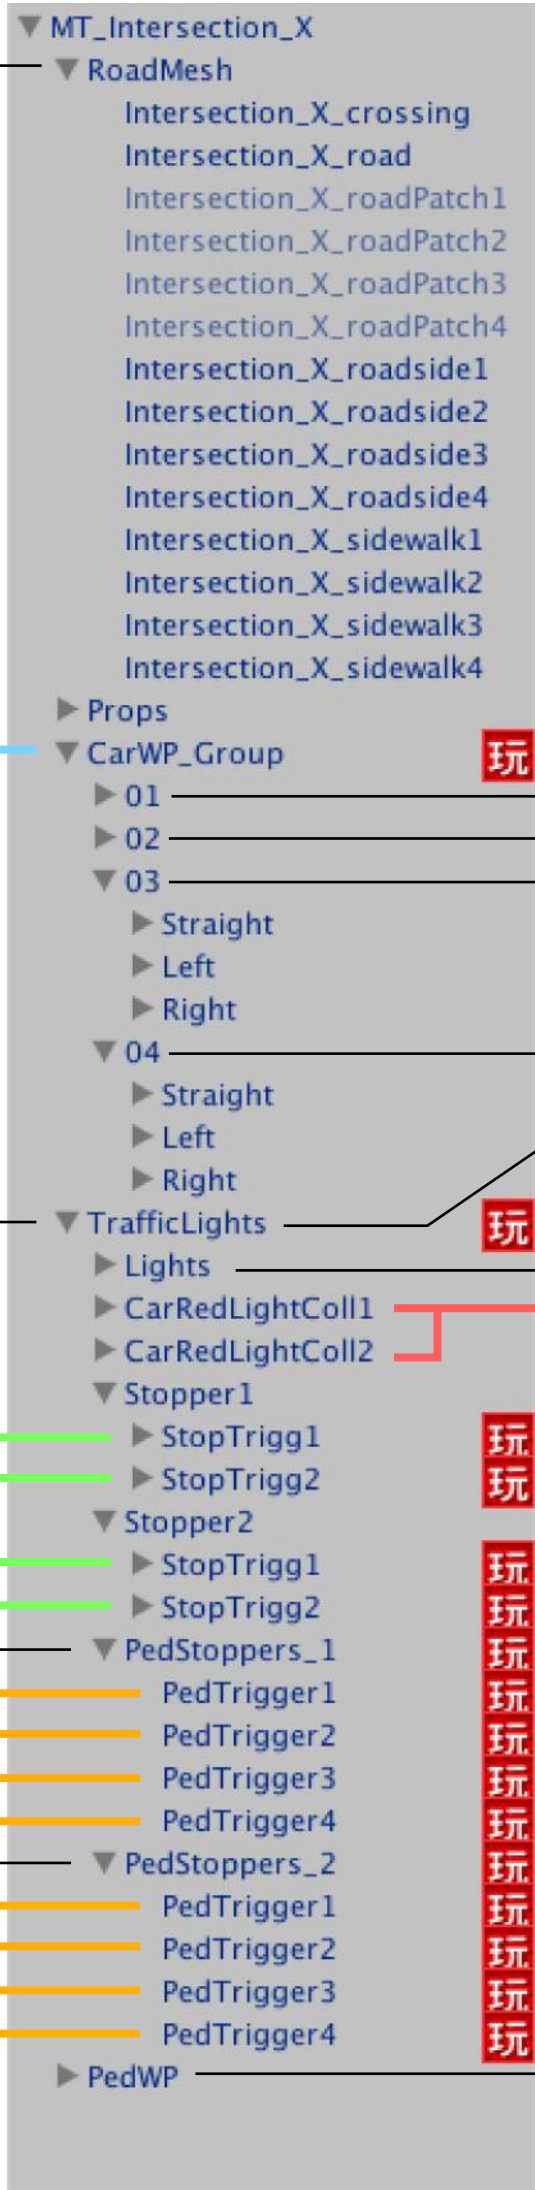 MT_Intersection_X
RoadMesh
Intersection_X_crossing
Intersection_X_road
Intersection_X_roadPatch1
Intersection_X_roadPatch2
Intersection_X_roadPatch3
Intersection_X_roadPatch4
Intersection_X_roadside1
Intersection_X_roadside2
Intersection_X_roadside3
Intersection_X_roadside4
Intersection_X_sidewalk1
Intersection_X_sidewalk2
Intersection_X_sidewalk3
Intersection_X_sidewalk4
Props
CarWP_Group 玩
01
02
03
Straight
Left
Right
04
Straight
Left
Right
TrafficLights 玩
Lights
CarRedLightColl1
CarRedLightColl2
Stopper1
StopTrigg1 玩
StopTrigg2 玩
Stopper2
StopTrigg1 玩
StopTrigg2 玩
PedStoppers_1 玩
PedTrigger1 玩
PedTrigger2 玩
PedTrigger3 玩
PedTrigger4 玩
PedStoppers_2 玩
PedTrigger1 玩
PedTrigger2 玩
PedTrigger3 玩
PedTrigger4 玩
PedWP